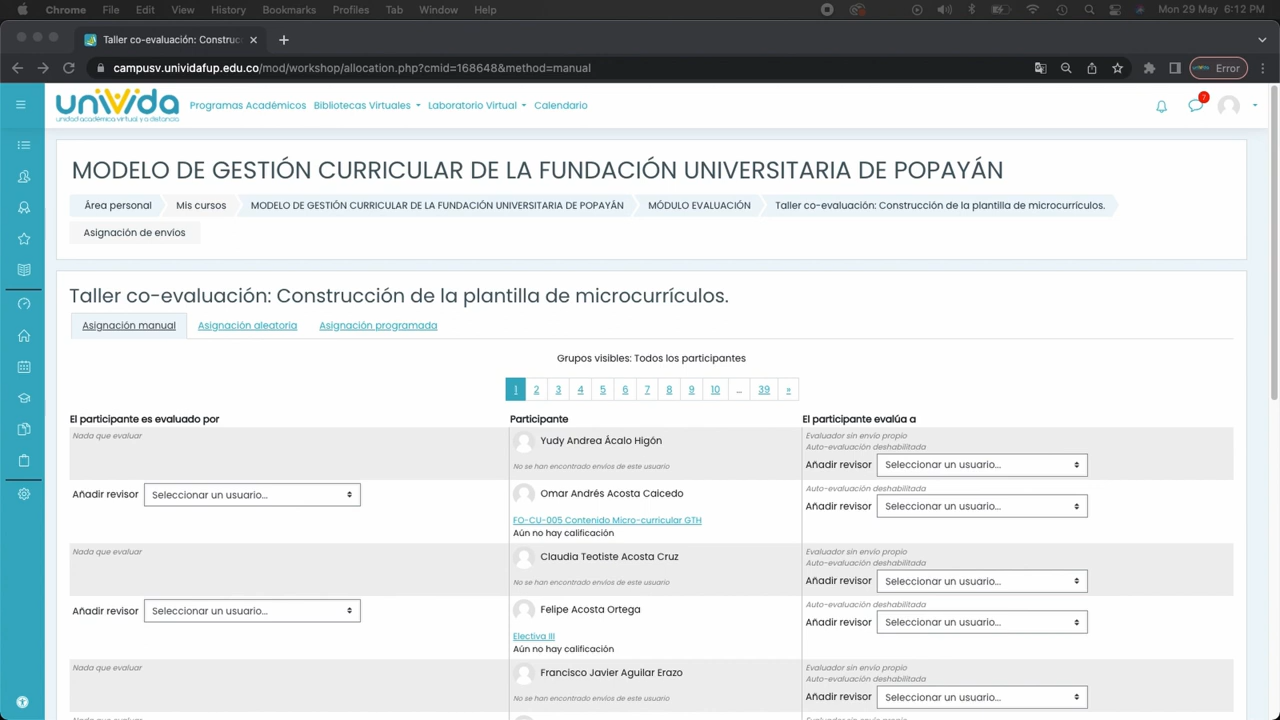 Chrome File Edit View History Bookmarks Profiles Tab Window Help
Mon 29 May 6:12 PM
Taller co-evaluación: Construc
campusv.unividafup.edu.co/mod/workshop/allocation.php?cmid=168648&method=manual
Error
univida
unidad académica virtual y a distancia
Programas Académicos Bibliotecas Virtuales Laboratorio Virtual Calendario
7
MODELO DE GESTIÓN CURRICULAR DE LA FUNDACIÓN UNIVERSITARIA DE POPAYÁN
Área personal Mis cursos MODELO DE GESTIÓN CURRICULAR DE LA FUNDACIÓN UNIVERSITARIA DE POPAYÁN MÓDULO EVALUACIÓN Taller co-evaluación: Construcción de la plantilla de microcurrículos.
Asignación de envíos
Taller co-evaluación: Construcción de la plantilla de microcurrículos.
Asignación manual Asignación aleatoria Asignación programada
Grupos visibles: Todos los participantes
1 2 3 4 5 6 7 8 9 10 ... 39 »
El participante es evaluado por Participante El participante evalúa a
Nada que evaluar Yudy Andrea Ácalo Higón Evaluador sin envío propio
Auto-evaluación deshabilitada
No se han encontrado envíos de este usuario Añadir revisor Seleccionar un usuario...
Añadir revisor Seleccionar un usuario... Omar Andrés Acosta Caicedo Auto-evaluación deshabilitada
Añadir revisor Seleccionar un usuario...
FO-CU-005 Contenido Micro-curricular GTH
Aún no hay calificación
Nada que evaluar Claudia Teotiste Acosta Cruz Evaluador sin envío propio
Auto-evaluación deshabilitada
No se han encontrado envíos de este usuario Añadir revisor Seleccionar un usuario...
Añadir revisor Seleccionar un usuario... Felipe Acosta Ortega Auto-evaluación deshabilitada
Añadir revisor Seleccionar un usuario...
Electiva III
Aún no hay calificación
Nada que evaluar Francisco Javier Aguilar Erazo Evaluador sin envío propio
Auto-evaluación deshabilitada
No se han encontrado envíos de este usuario Añadir revisor Seleccionar un usuario...